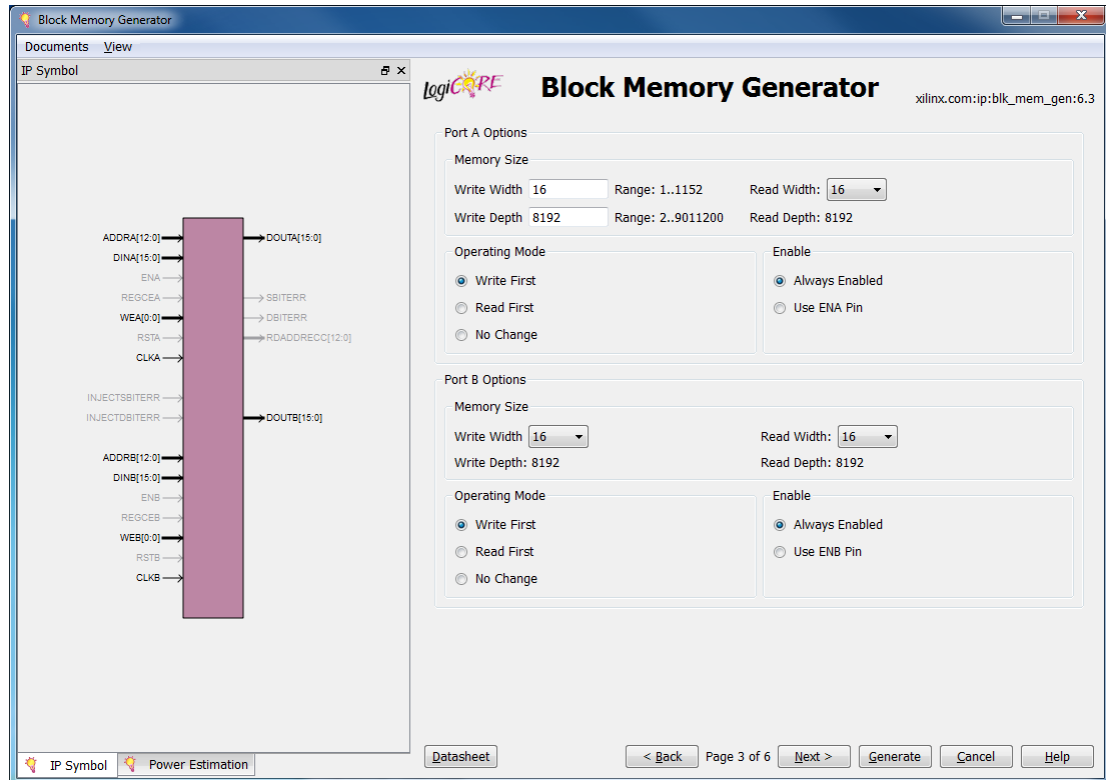 Block Memory Generator
Documents View
IP Symbol
LogiCORE
Block Memory Generator
xilinx.com:ip:blk_mem_gen:6.3
ADDRA[12:0]
DOUTA[15:0]
DINA[15:0]
ENA
REGCEA
SBITERR
WEA[0:0]
DBITERR
RSTA
RDADDRECC[12:0]
CLKA
INJECTSBITERR
INJECTDBITERR
DOUTB[15:0]
ADDRB[12:0]
DINB[15:0]
ENB
REGCEB
WEB[0:0]
RSTB
CLKB
IP Symbol Power Estimation
Port A Options
Memory Size
Write Width 16 Range: 1..1152 Read Width: 16
Write Depth 8192 Range: 2..9011200 Read Depth: 8192
Operating Mode Enable
Write First Always Enabled
Read First Use ENA Pin
No Change
Port B Options
Memory Size
Write Width 16 Read Width: 16
Write Depth: 8192 Read Depth: 8192
Operating Mode Enable
Write First Always Enabled
Read First Use ENB Pin
No Change
Datasheet < Back Page 3 of 6 Next > Generate Cancel Help